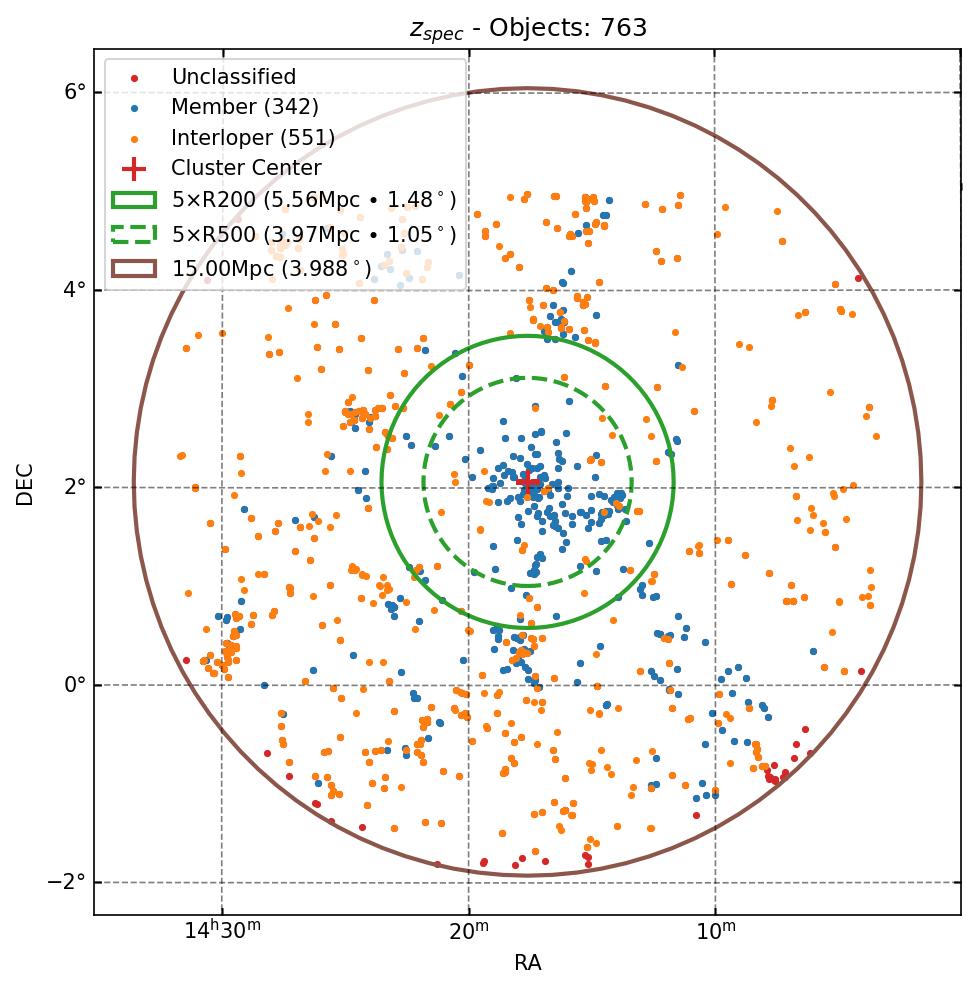 z_spec - Objects: 763
Unclassified
Member (342)
Interloper (551)
Cluster Center
5×R200 (5.56Mpc • 1.48°)
5×R500 (3.97Mpc • 1.05°)
15.00Mpc (3.988°)
6°
4°
2°
0°
−2°
DEC
14ʰ30ᵐ 20ᵐ 10ᵐ
RA